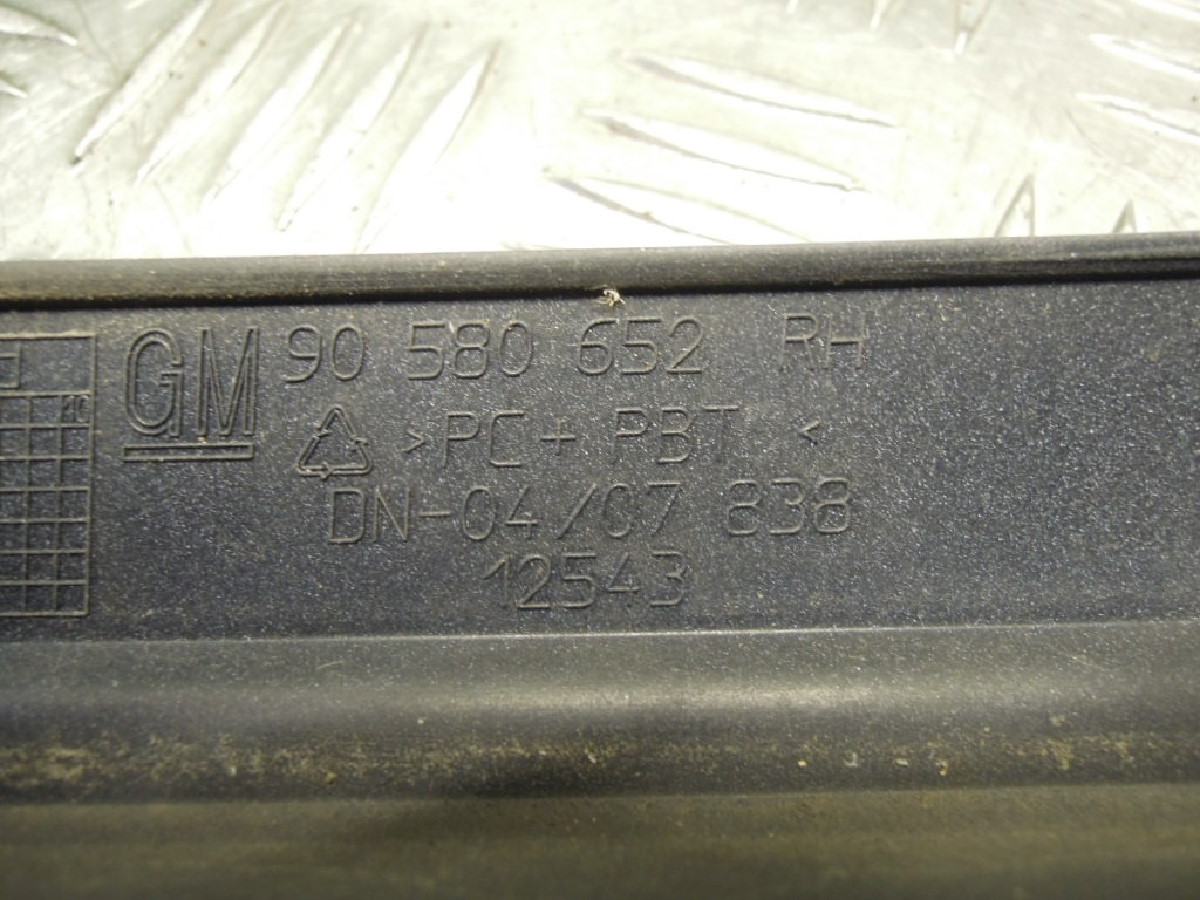 GM 90 580 652 RH
>PC+PBT<
DN-04/07 838
12543